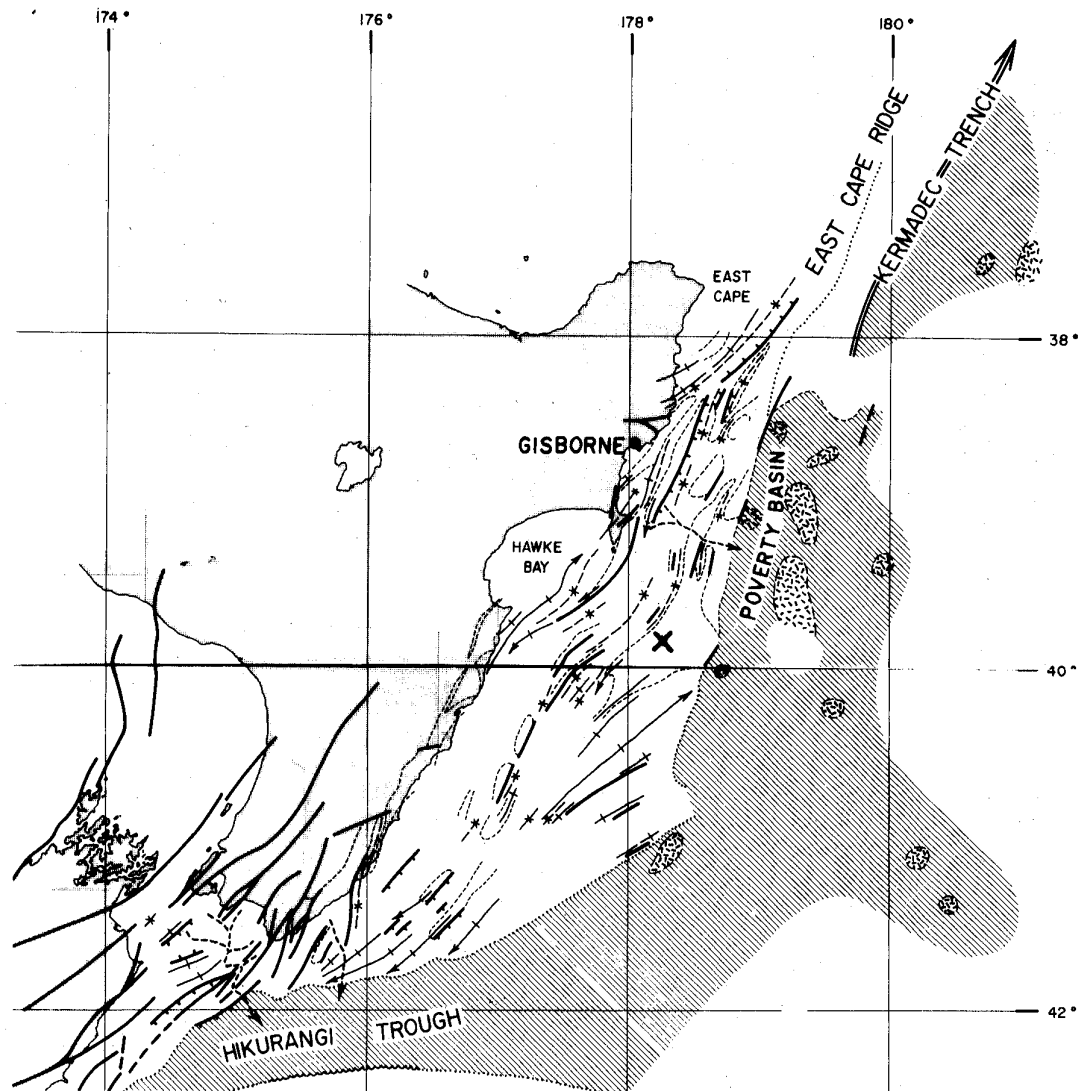 174°
176°
178°
180°
EAST CAPE RIDGE
KERMADEC TRENCH
EAST
CAPE
38°
GISBORNE
POVERTY BASIN
HAWKE
BAY
40°
42°
HIKURANGI TROUGH